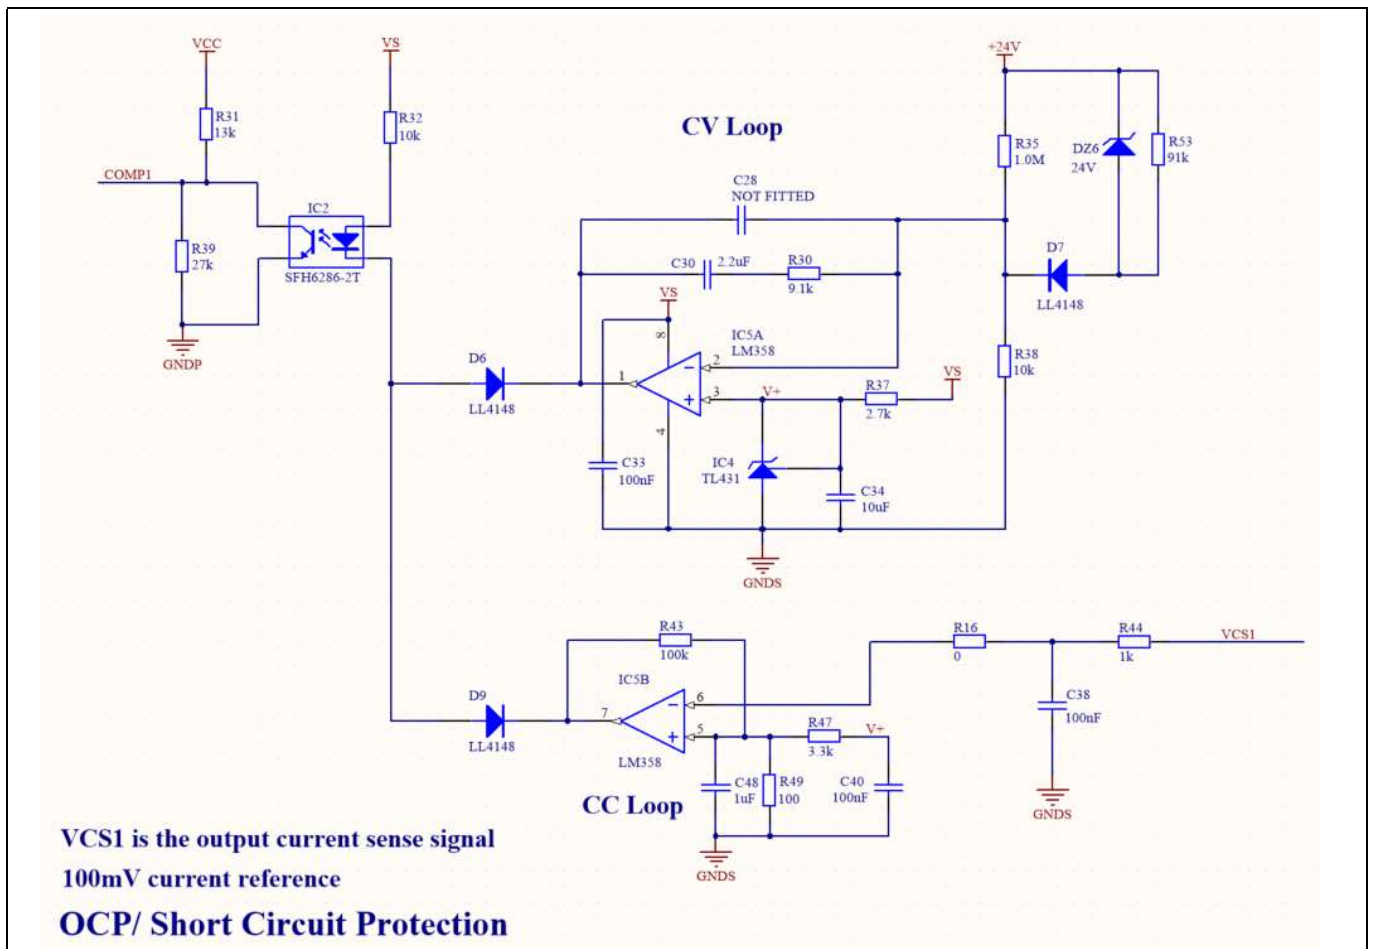 VCC
VS
+24V
R31
13k
R32
10k
CV Loop
R35
1.0M
DZ6
24V
R53
91k
COMP1
C28
NOT FITTED
IC2
R39
27k
SFH6286-2T
C30
2.2uF
R30
9.1k
D7
LL4148
VS
GNDP
8
IC5A
LM358
R38
10k
D6
LL4148
1
2
3
4
V+
R37
2.7k
VS
C33
100nF
IC4
TL431
C34
10uF
GNDS
R43
100k
R16
0
R44
1k
VCS1
IC5B
D9
LL4148
7
6
5
LM358
R47
3.3k
V+
C38
100nF
C48
1uF
R49
100
C40
100nF
CC Loop
GNDS
GNDS
VCS1 is the output current sense signal
100mV current reference
OCP/ Short Circuit Protection